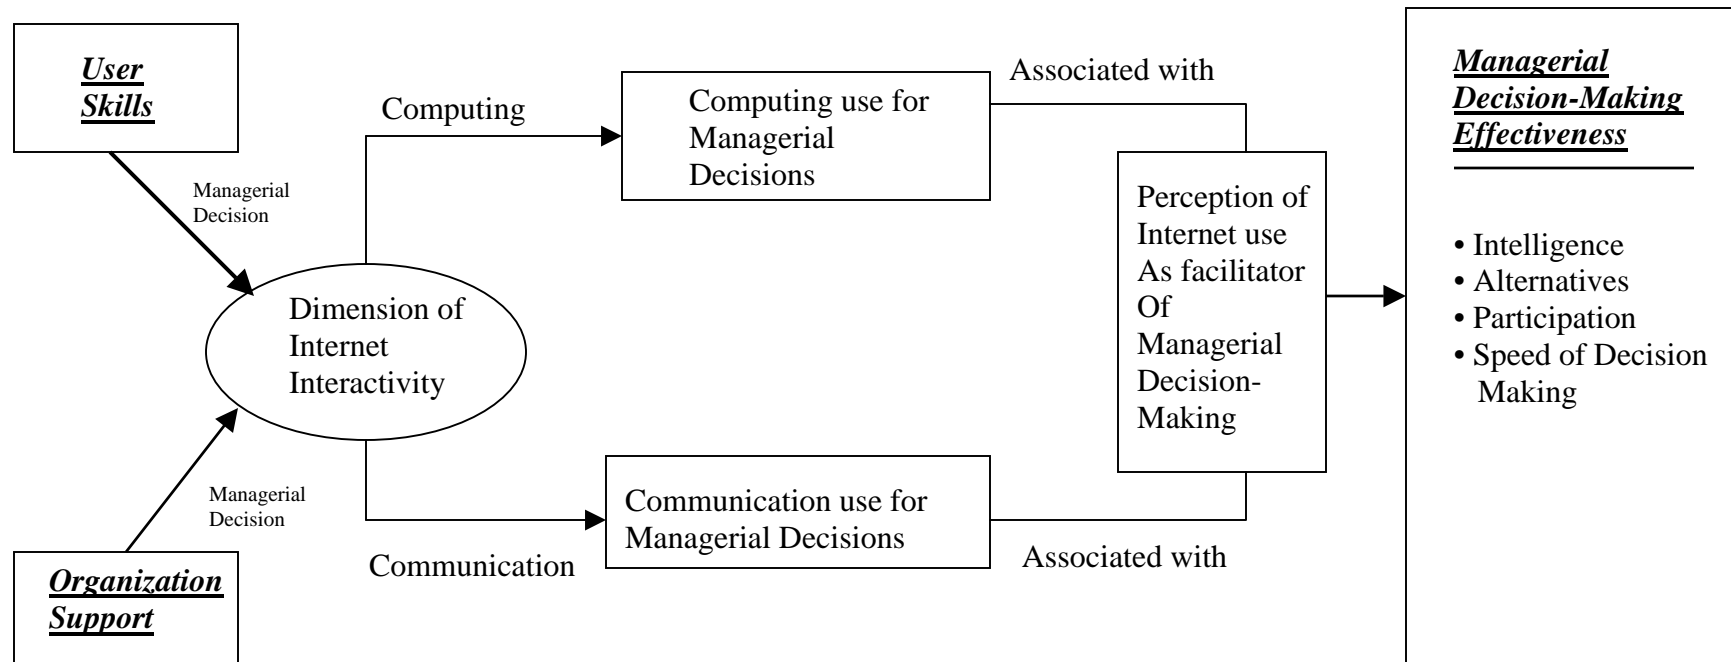 User
Skills
Managerial
Decision
Computing
Computing use for
Managerial
Decisions
Associated with
Dimension of
Internet
Interactivity
Perception of
Internet use
As facilitator
Of
Managerial
Decision-
Making
Managerial
Decision-Making
Effectiveness
• Intelligence
• Alternatives
• Participation
• Speed of Decision
Making
Managerial
Decision
Organization
Support
Communication
Communication use for
Managerial Decisions
Associated with